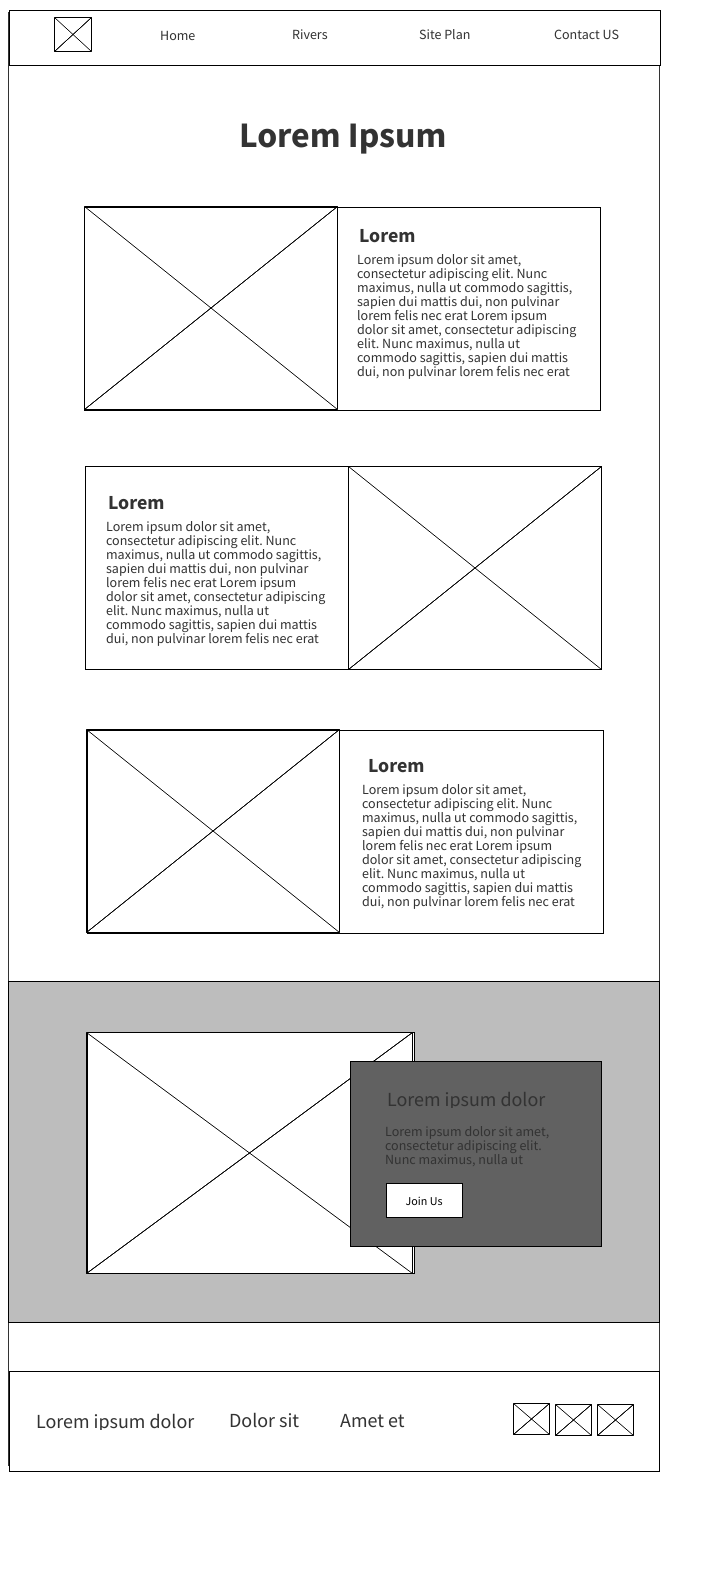 Home
Rivers
Site Plan
Contact US
Lorem Ipsum
Lorem
Lorem ipsum dolor sit amet,
consectetur adipiscing elit. Nunc
maximus, nulla ut commodo sagittis,
sapien dui mattis dui, non pulvinar
lorem felis nec erat Lorem ipsum
dolor sit amet, consectetur adipiscing
elit. Nunc maximus, nulla ut
commodo sagittis, sapien dui mattis
dui, non pulvinar lorem felis nec erat
Lorem
Lorem ipsum dolor sit amet,
consectetur adipiscing elit. Nunc
maximus, nulla ut commodo sagittis,
sapien dui mattis dui, non pulvinar
lorem felis nec erat Lorem ipsum
dolor sit amet, consectetur adipiscing
elit. Nunc maximus, nulla ut
commodo sagittis, sapien dui mattis
dui, non pulvinar lorem felis nec erat
Lorem
Lorem ipsum dolor sit amet,
consectetur adipiscing elit. Nunc
maximus, nulla ut commodo sagittis,
sapien dui mattis dui, non pulvinar
lorem felis nec erat Lorem ipsum
dolor sit amet, consectetur adipiscing
elit. Nunc maximus, nulla ut
commodo sagittis, sapien dui mattis
dui, non pulvinar lorem felis nec erat
Lorem ipsum dolor
Lorem ipsum dolor sit amet,
consectetur adipiscing elit.
Nunc maximus, nulla ut
Join Us
Lorem ipsum dolor
Dolor sit
Amet et